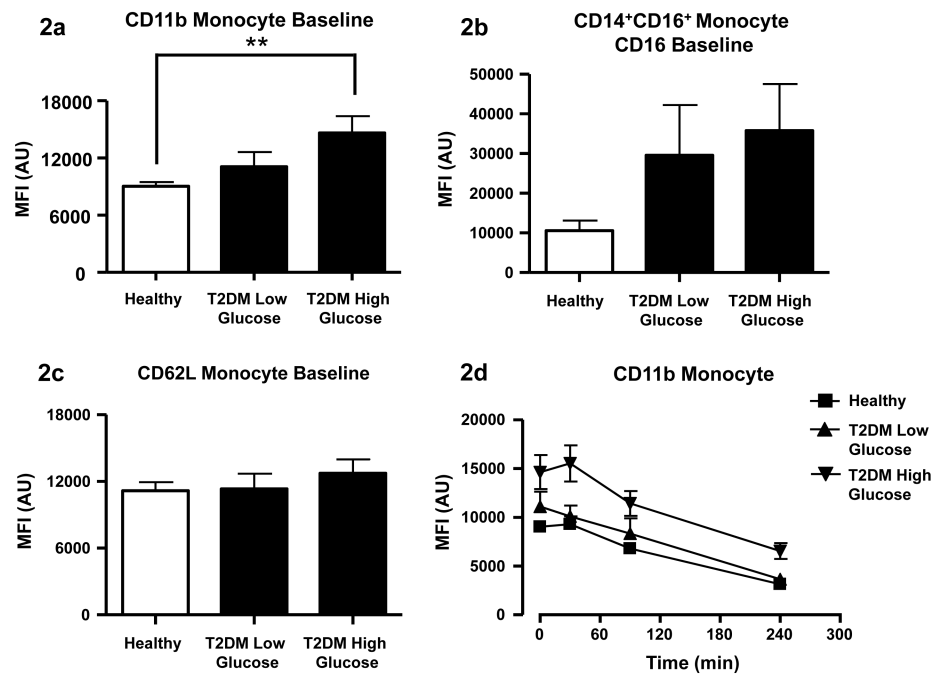 2a
CD11b Monocyte Baseline
**
MFI (AU)
18000
12000
6000
0
Healthy
T2DM Low
Glucose
T2DM High
Glucose
2b
CD14⁺CD16⁺ Monocyte
CD16 Baseline
MFI (AU)
50000
40000
30000
20000
10000
0
Healthy
T2DM Low
Glucose
T2DM High
Glucose
2c
CD62L Monocyte Baseline
MFI (AU)
18000
12000
6000
0
Healthy
T2DM Low
Glucose
T2DM High
Glucose
2d
CD11b Monocyte
MFI (AU)
20000
15000
10000
5000
0
0 60 120 180 240 300
Time (min)
Healthy
T2DM Low
Glucose
T2DM High
Glucose